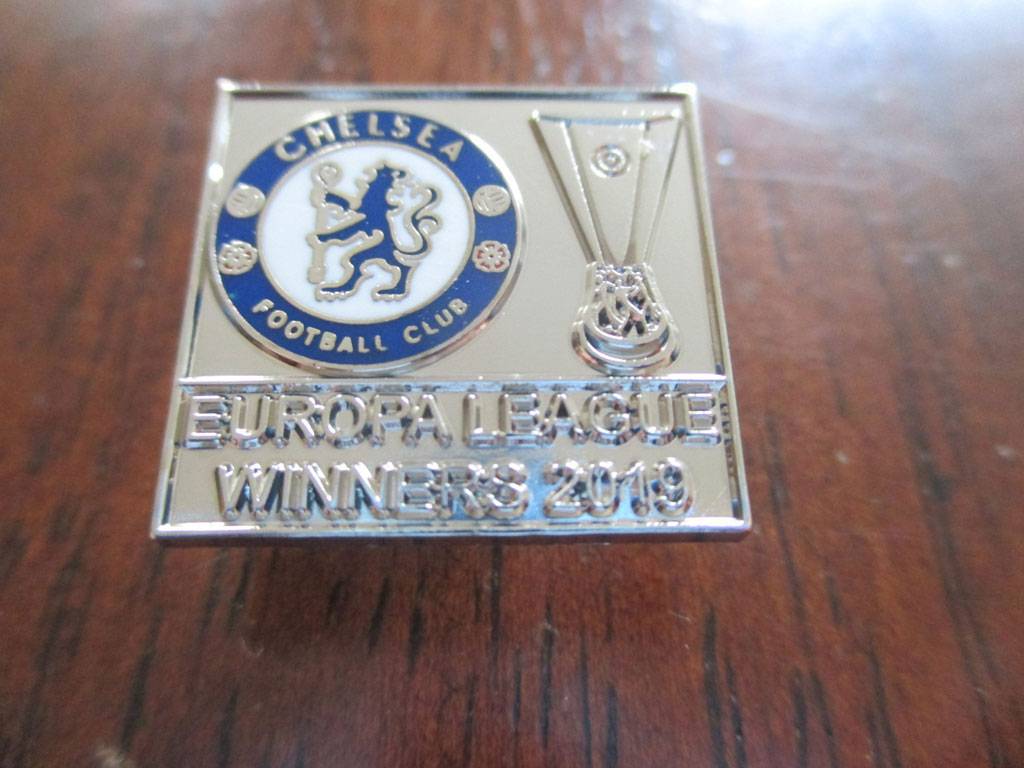 CHELSEA
FOOTBALL CLUB
EUROPA LEAGUE
WINNERS 2019